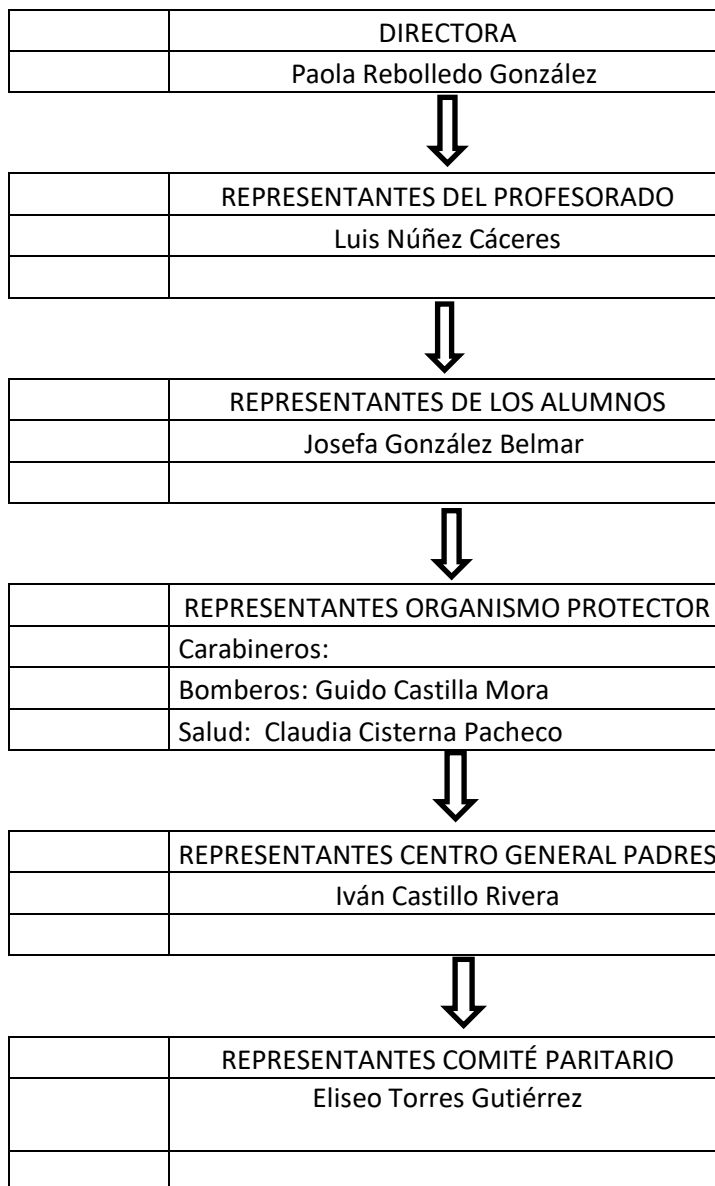 DIRECTORA
Paola Rebolledo González
REPRESENTANTES DEL PROFESORADO
Luis Núñez Cáceres
REPRESENTANTES DE LOS ALUMNOS
Josefa González Belmar
REPRESENTANTES ORGANISMO PROTECTOR
Carabineros:
Bomberos: Guido Castilla Mora
Salud: Claudia Cisterna Pacheco
REPRESENTANTES CENTRO GENERAL PADRES
Iván Castillo Rivera
REPRESENTANTES COMITÉ PARITARIO
Eliseo Torres Gutiérrez